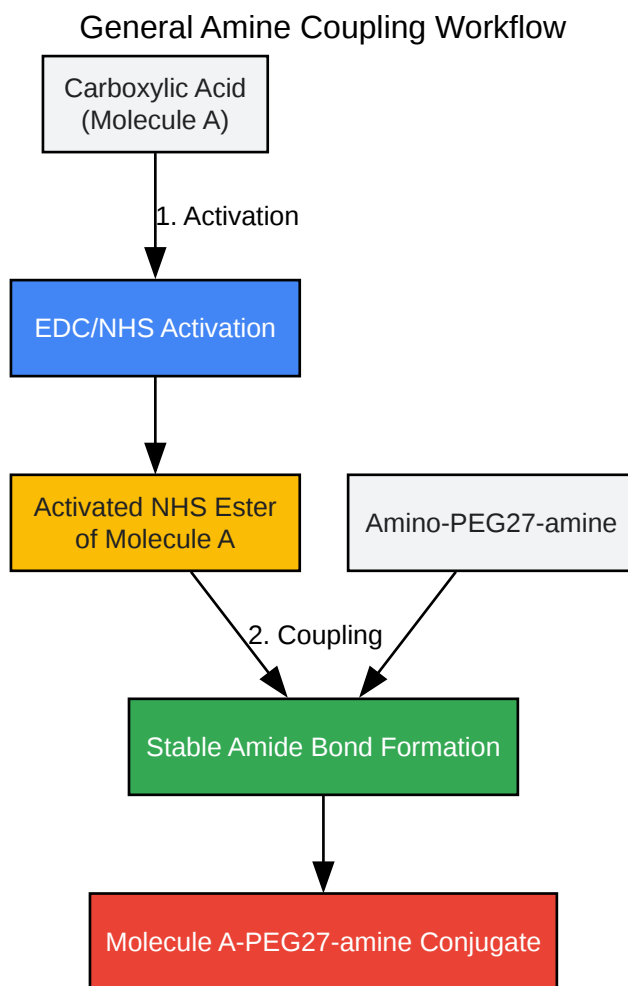 General Amine Coupling Workflow
Carboxylic Acid
(Molecule A)
1. Activation
EDC/NHS Activation
Activated NHS Ester
of Molecule A
Amino-PEG27-amine
2. Coupling
Stable Amide Bond Formation
Molecule A-PEG27-amine Conjugate